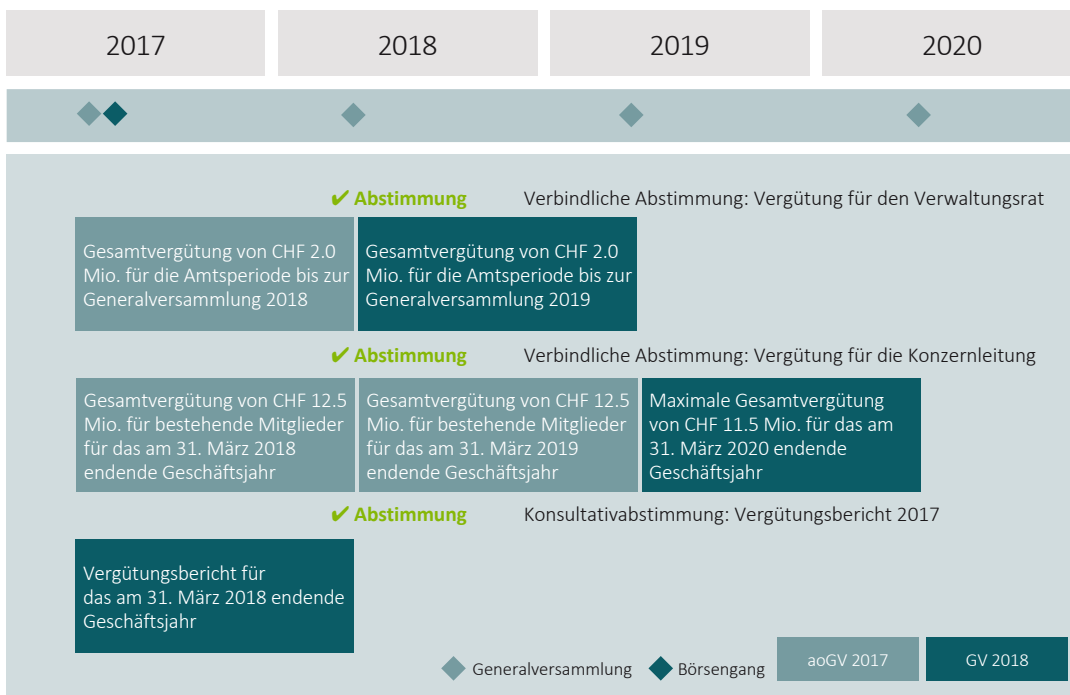 2017
2018
2019
2020
✔ Abstimmung
Verbindliche Abstimmung: Vergütung für den Verwaltungsrat
Gesamtvergütung von CHF 2.0
Mio. für die Amtsperiode bis zur
Generalversammlung 2018
Gesamtvergütung von CHF 2.0
Mio. für die Amtsperiode bis zur
Generalversammlung 2019
✔ Abstimmung
Verbindliche Abstimmung: Vergütung für die Konzernleitung
Gesamtvergütung von CHF 12.5
Mio. für bestehende Mitglieder
für das am 31. März 2018
endende Geschäftsjahr
Gesamtvergütung von CHF 12.5
Mio. für bestehende Mitglieder
für das am 31. März 2019
endende Geschäftsjahr
Maximale Gesamtvergütung
von CHF 11.5 Mio. für das am
31. März 2020 endende
Geschäftsjahr
✔ Abstimmung
Konsultativabstimmung: Vergütungsbericht 2017
Vergütungsbericht für
das am 31. März 2018 endende
Geschäftsjahr
Generalversammlung
Börsengang
aoGV 2017
GV 2018